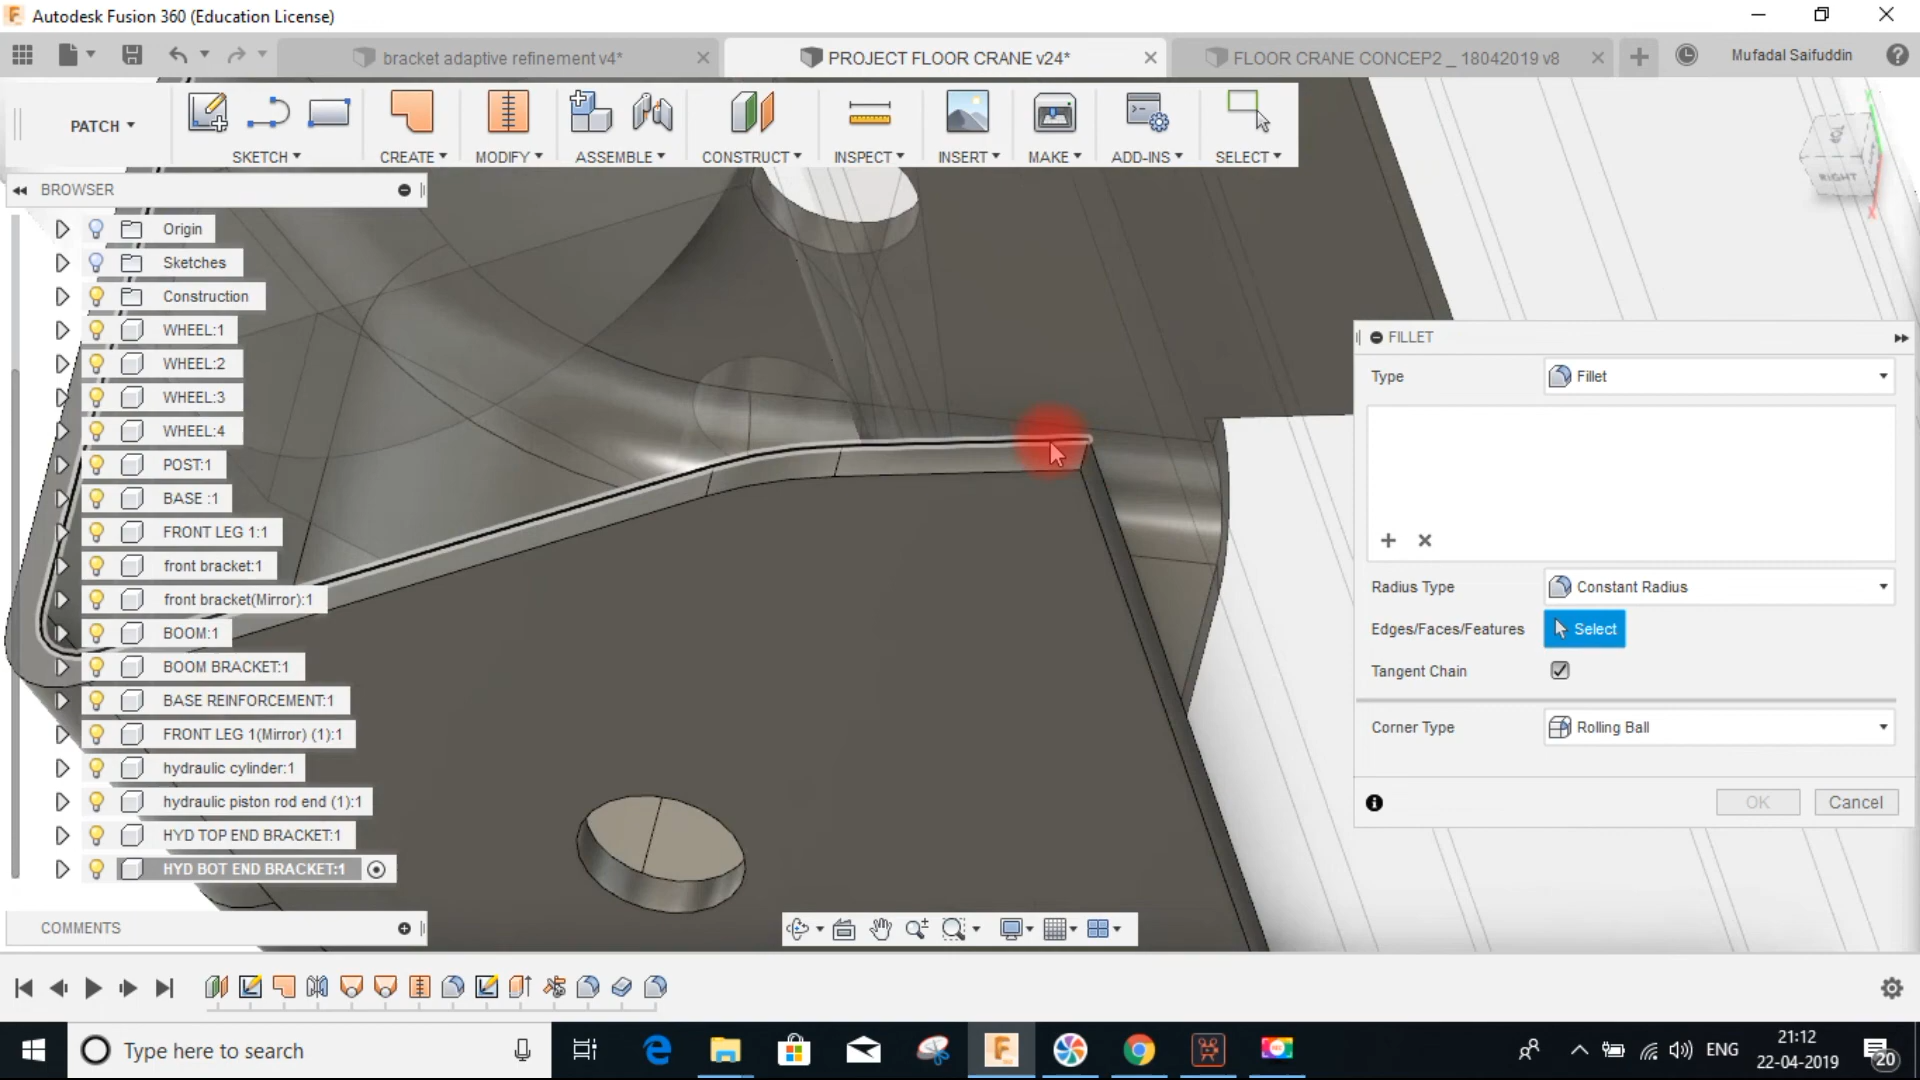 Autodesk Fusion 360 (Education License)
bracket adaptive refinement v4*
PROJECT FLOOR CRANE v24*
FLOOR CRANE CONCEP2 _ 18042019 v8
Mufadal Saifuddin
PATCH
SKETCH
CREATE
MODIFY
ASSEMBLE
CONSTRUCT
INSPECT
INSERT
MAKE
ADD-INS
SELECT
RIGHT
BROWSER
Origin
Sketches
Construction
WHEEL:1
WHEEL:2
WHEEL:3
WHEEL:4
POST:1
BASE :1
FRONT LEG 1:1
front bracket:1
front bracket(Mirror):1
BOOM:1
BOOM BRACKET:1
BASE REINFORCEMENT:1
FRONT LEG 1(Mirror) (1):1
hydraulic cylinder:1
hydraulic piston rod end (1):1
HYD TOP END BRACKET:1
HYD BOT END BRACKET:1
COMMENTS
FILLET
Type Fillet
Radius Type Constant Radius
Edges/Faces/Features Select
Tangent Chain
Corner Type Rolling Ball
OK Cancel
Type here to search
ENG
21:12
22-04-2019
20